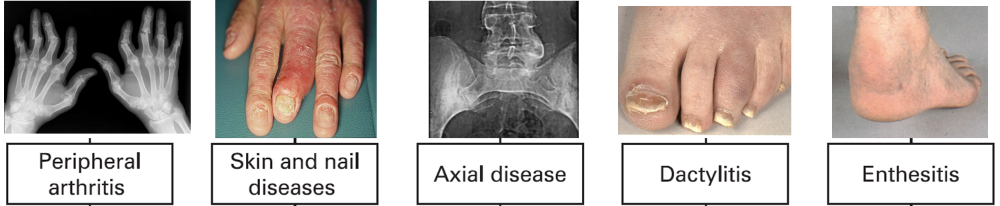 Peripheral
arthritis
Skin and nail
diseases
Axial disease
Dactylitis
Enthesitis